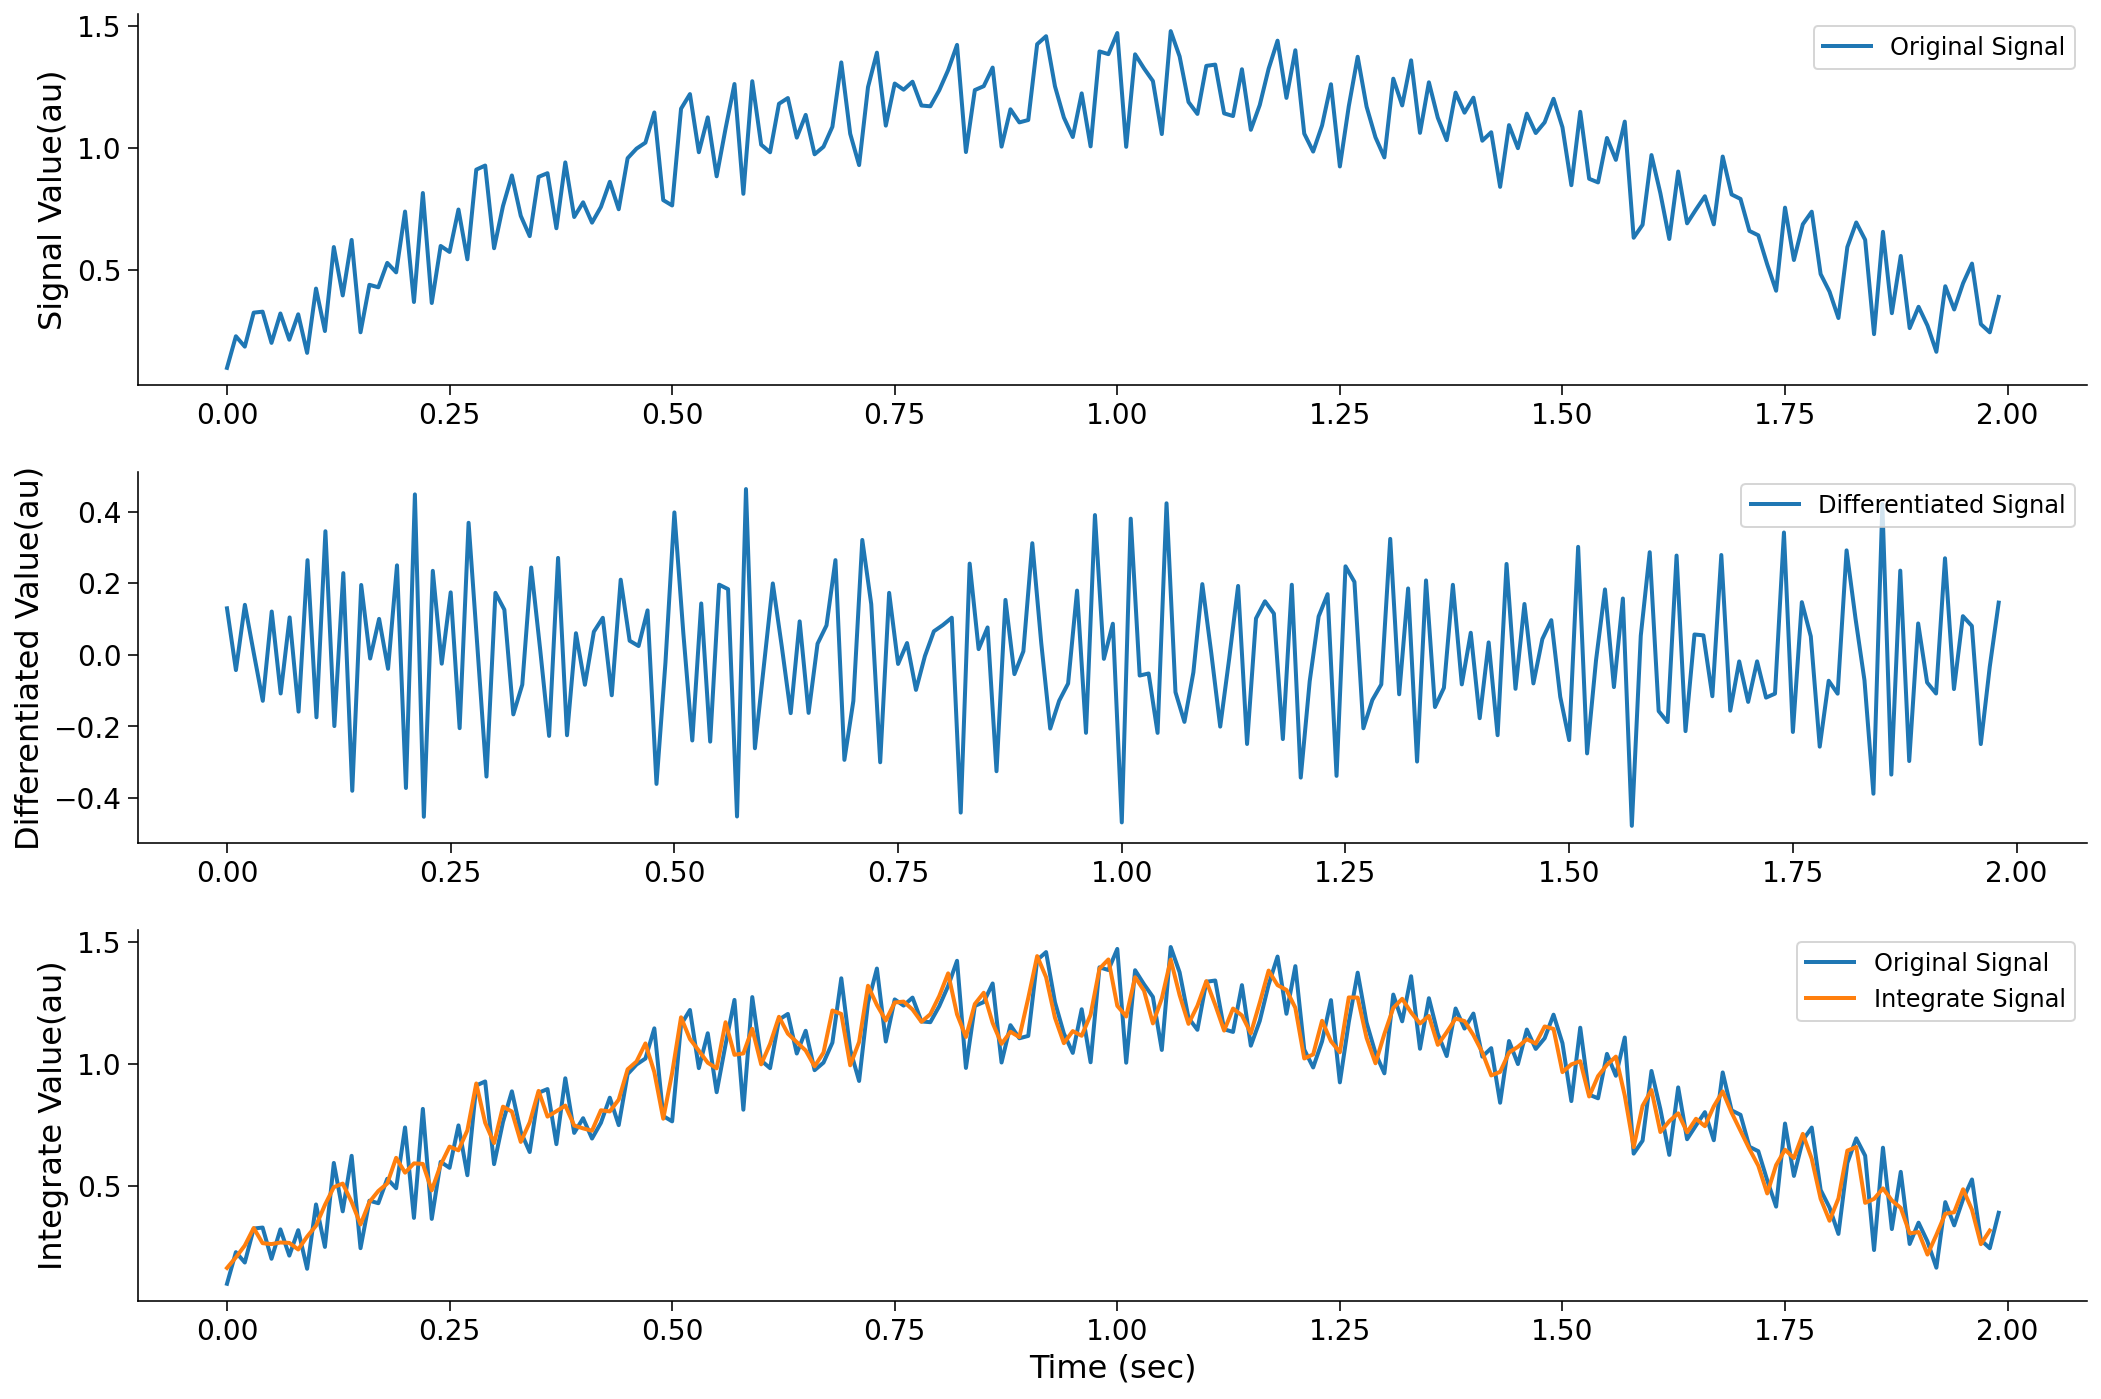 Signal Value(au)
1.5
1.0
0.5
Original Signal
0.00 0.25 0.50 0.75 1.00 1.25 1.50 1.75 2.00
Differentiated Value(au)
0.4
0.2
0.0
−0.2
−0.4
Differentiated Signal
0.00 0.25 0.50 0.75 1.00 1.25 1.50 1.75 2.00
Integrate Value(au)
1.5
1.0
0.5
Original Signal
Integrate Signal
0.00 0.25 0.50 0.75 1.00 1.25 1.50 1.75 2.00
Time (sec)